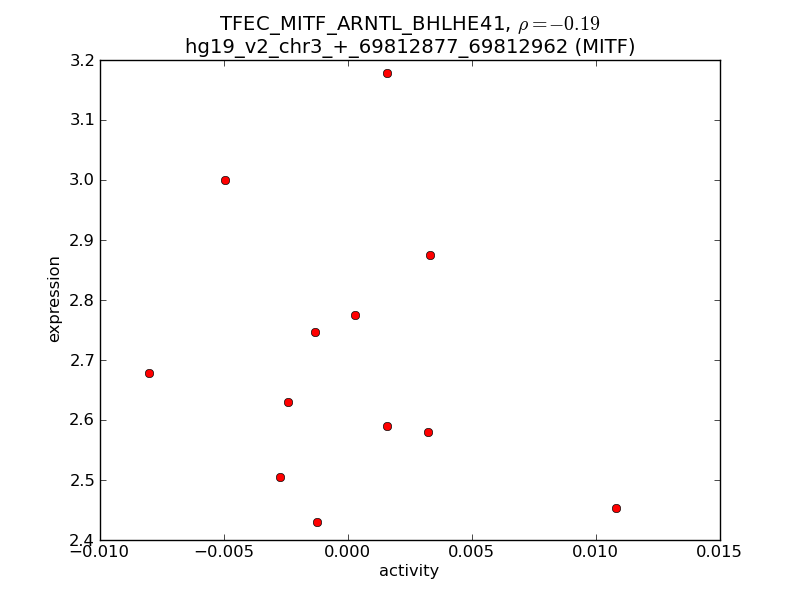 TFEC_MITF_ARNTL_BHLHE41, ρ=−0.19
hg19_v2_chr3_+_69812877_69812962 (MITF)
3.2
3.1
3.0
2.9
2.8
2.7
2.6
2.5
2.4
expression
−0.010 −0.005 0.000 0.005 0.010 0.015
activity